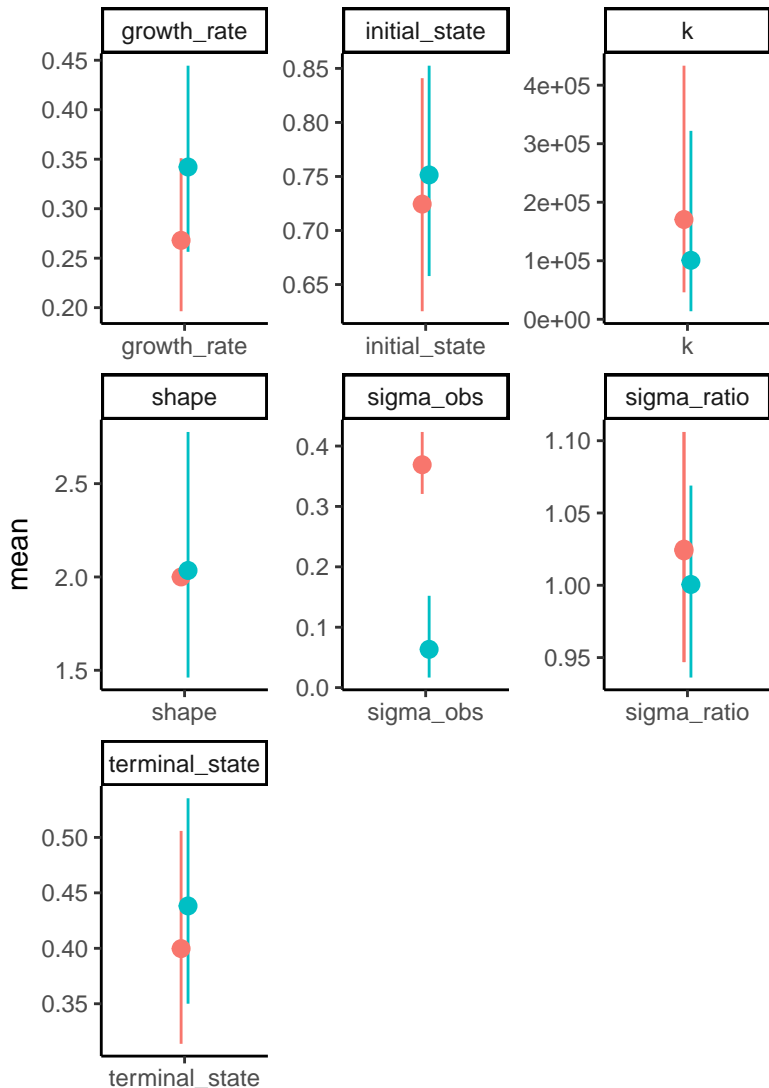 growth_rate
initial_state
k
0.45
0.40
0.35
0.30
0.25
0.20
0.85
0.80
0.75
0.70
0.65
4e+05
3e+05
2e+05
1e+05
0e+00
growth_rate
initial_state
k
shape
sigma_obs
sigma_ratio
mean
2.5
2.0
1.5
0.4
0.3
0.2
0.1
0.0
1.10
1.05
1.00
0.95
shape
sigma_obs
sigma_ratio
terminal_state
0.50
0.45
0.40
0.35
terminal_state